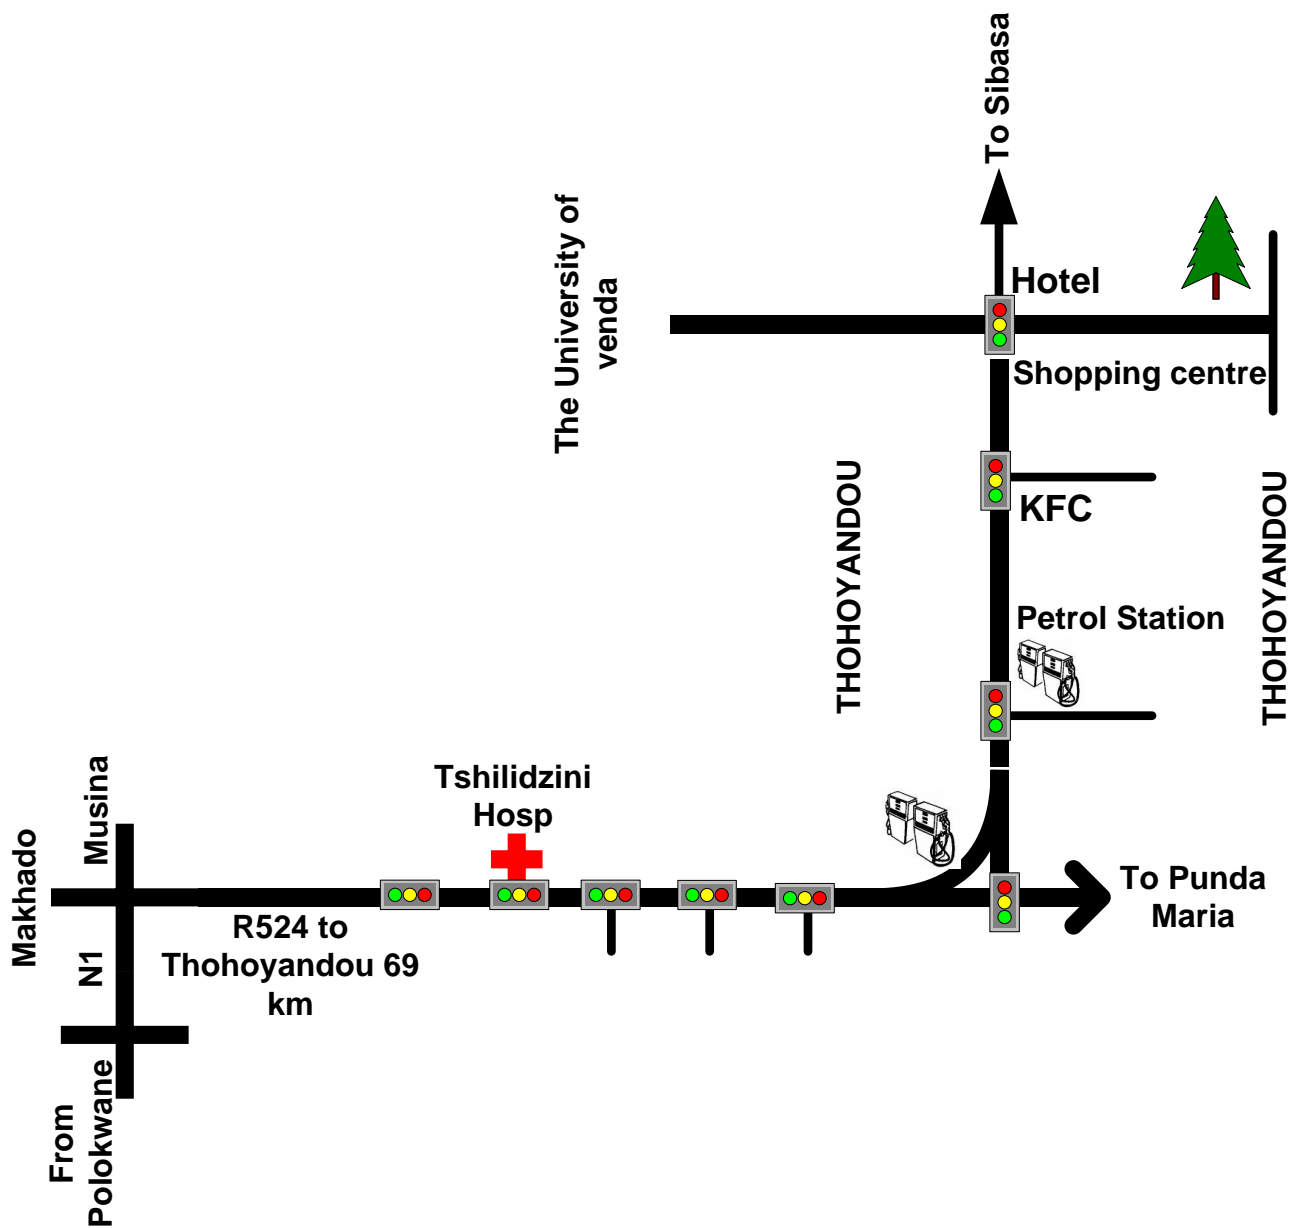 To Sibasa
The University of
venda
Hotel
Shopping centre
THOHOYANDOU
KFC
THOHOYANDOU
Petrol Station
Tshilidzini
Hosp
Makhado
Musina
N1
R524 to
Thohoyandou 69
km
To Punda
Maria
From
Polokwane